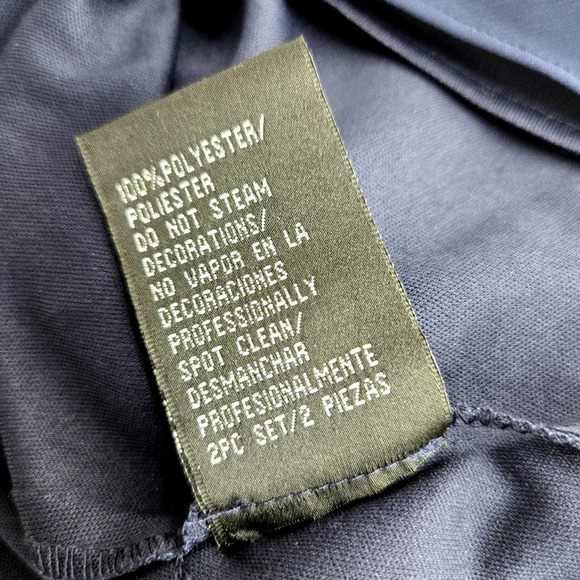 100%POLYESTER/
POLIESTER
DO NOT STEAM
DECORATIONS/
NO VAPOR EN LA
DECORACIONES
PROFESSIONALLY
SPOT CLEAN/
DESMANCHAR
PROFESIONALMENTE
2PC SET/2 PIEZAS